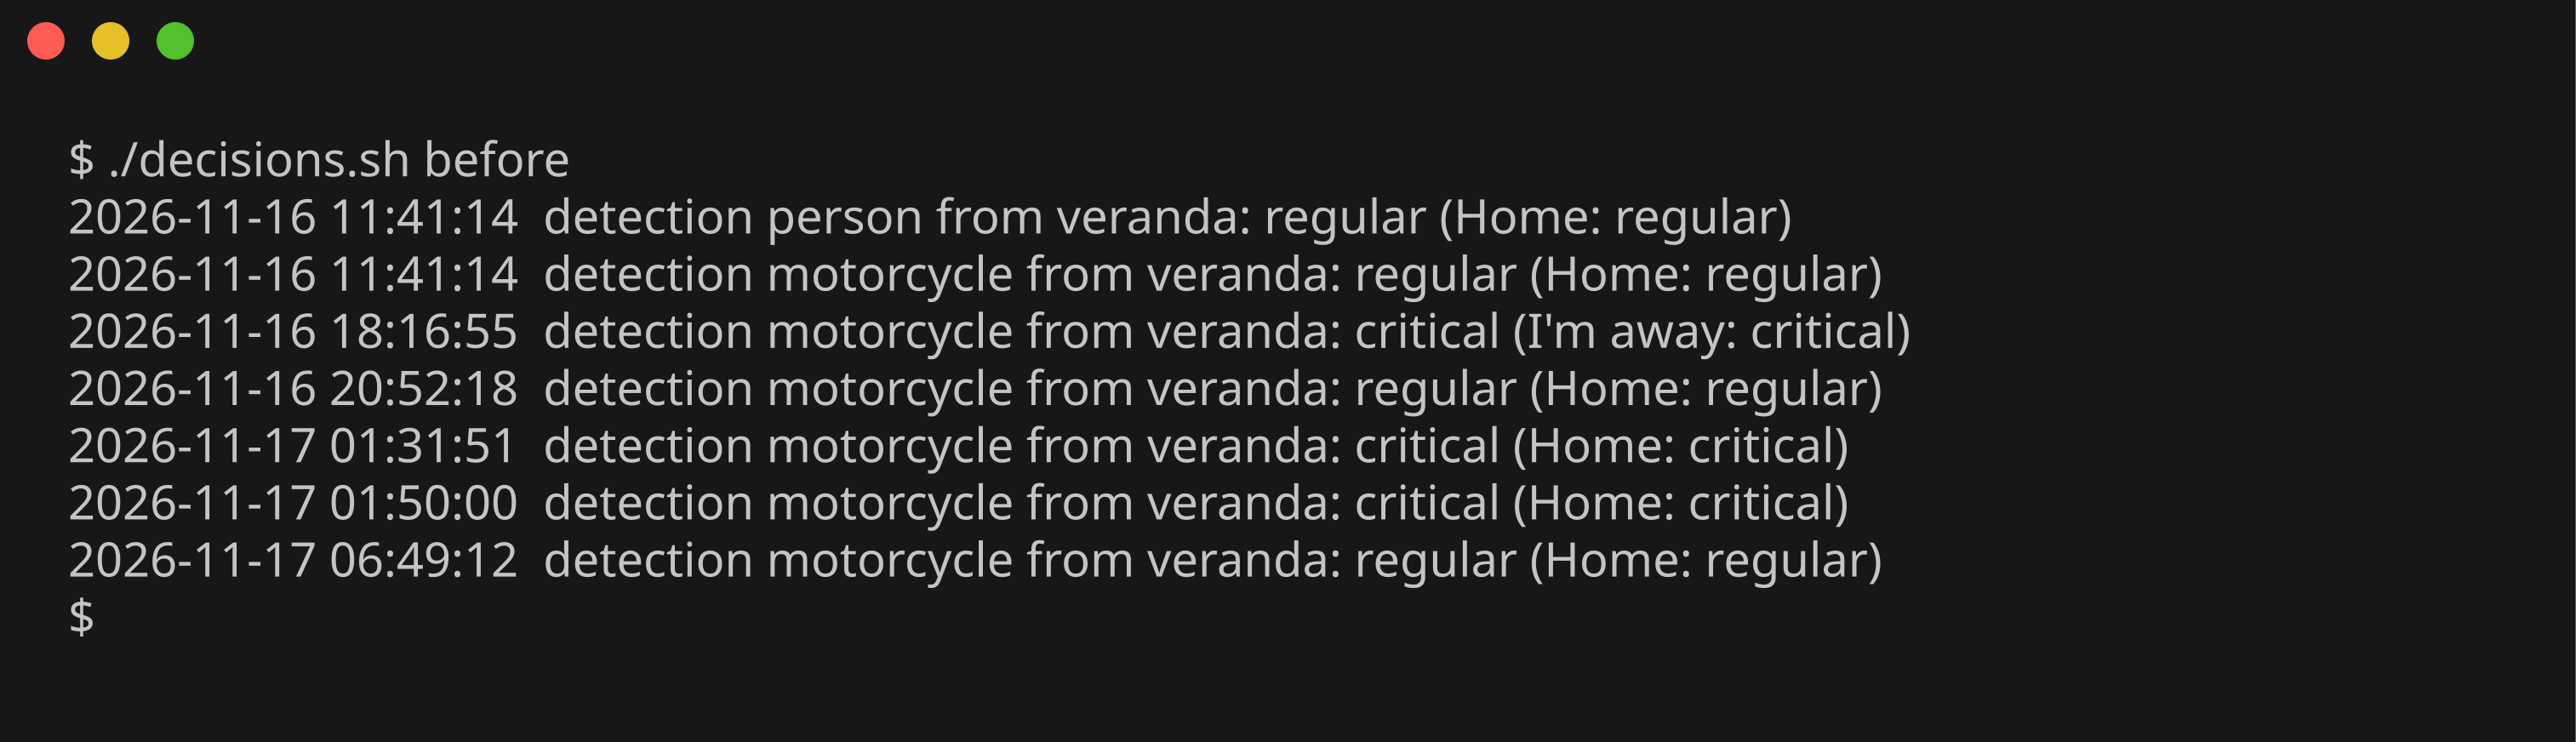 $ ./decisions.sh before
2026-11-16 11:41:14  detection person from veranda: regular (Home: regular)
2026-11-16 11:41:14  detection motorcycle from veranda: regular (Home: regular)
2026-11-16 18:16:55  detection motorcycle from veranda: critical (I'm away: critical)
2026-11-16 20:52:18  detection motorcycle from veranda: regular (Home: regular)
2026-11-17 01:31:51  detection motorcycle from veranda: critical (Home: critical)
2026-11-17 01:50:00  detection motorcycle from veranda: critical (Home: critical)
2026-11-17 06:49:12  detection motorcycle from veranda: regular (Home: regular)
$